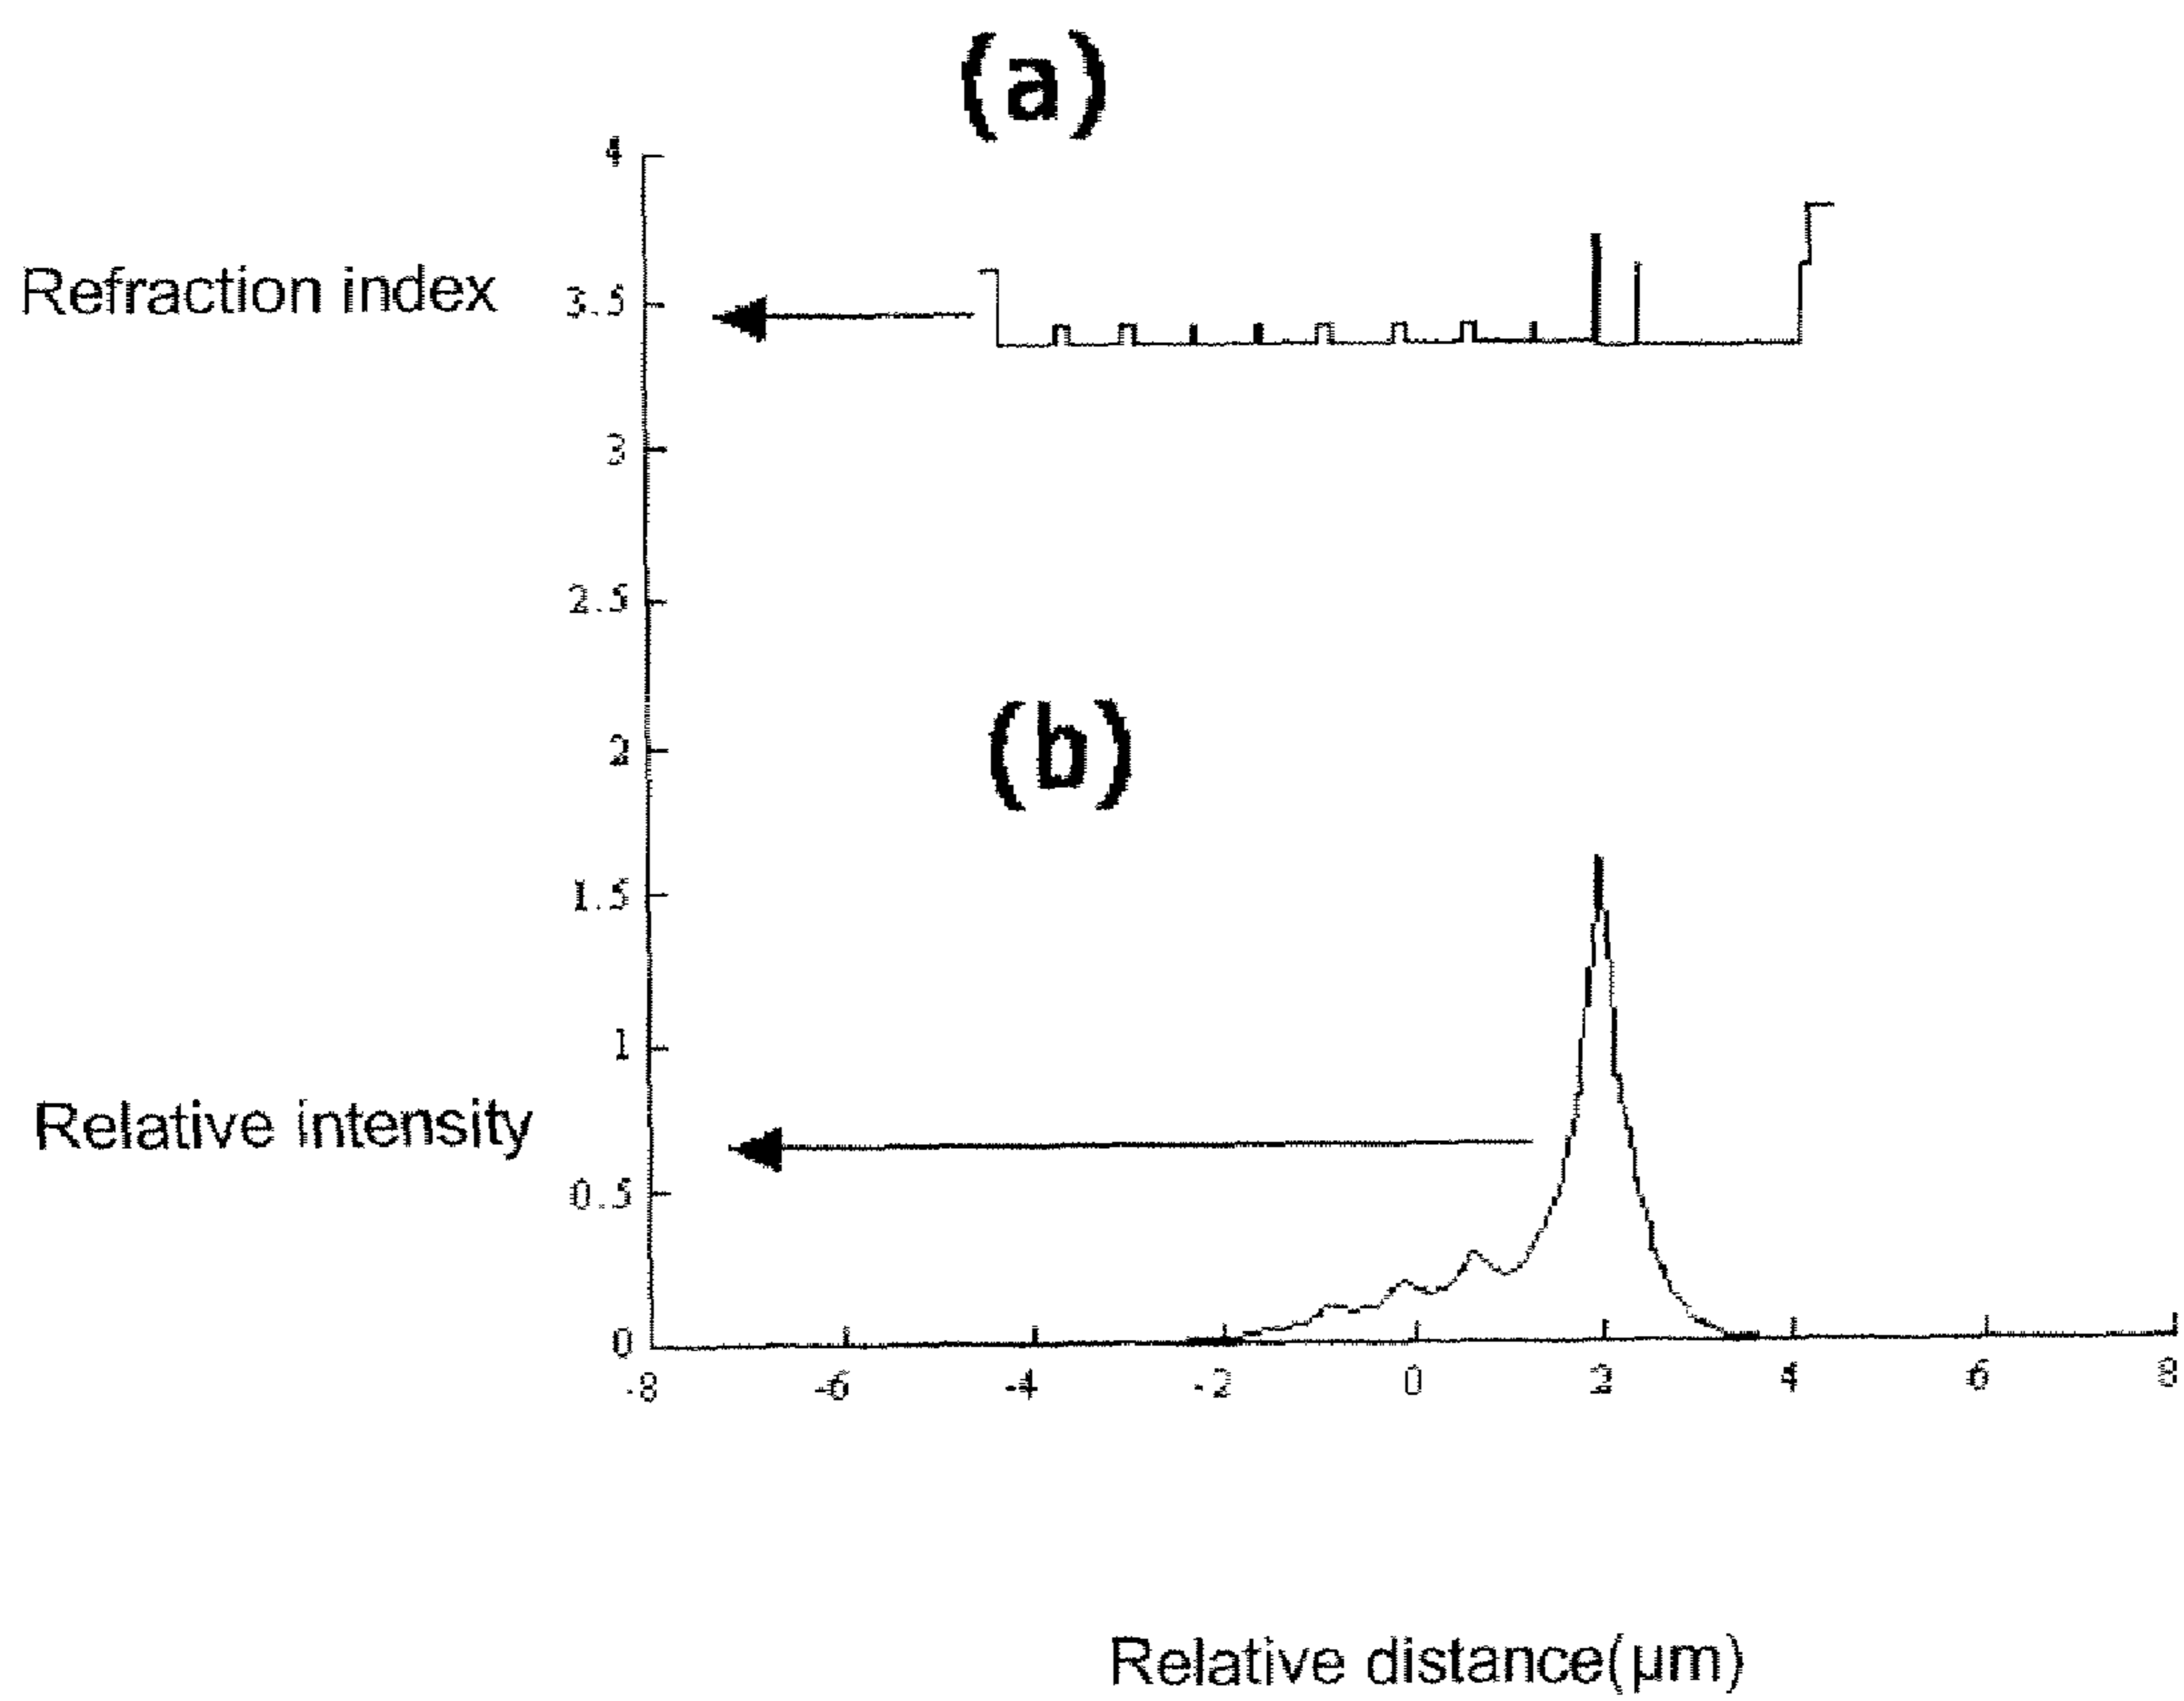 (a)
4
Refraction index
3.5
3
2.5
2
(b)
1.5
1
Relative intensity
0.5
0
-8 -6 -4 -2 0 2 4 6 8
Relative distance(μm)